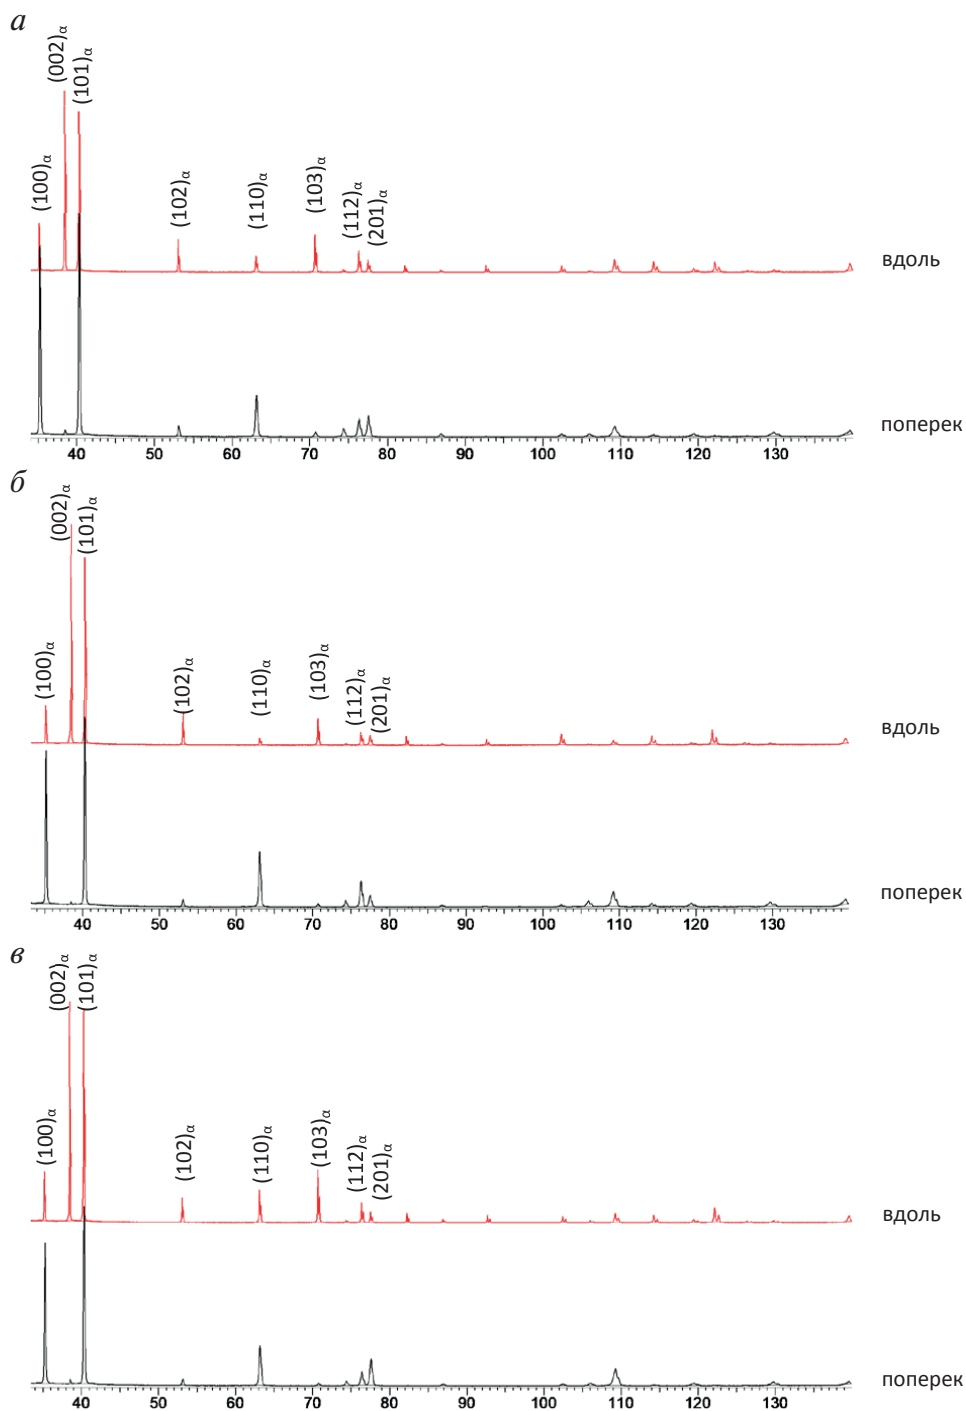 а
(100)α (002)α (101)α (102)α (110)α (103)α (112)α (201)α
вдоль
поперек
40 50 60 70 80 90 100 110 120 130
б
(100)α (002)α (101)α (102)α (110)α (103)α (112)α (201)α
вдоль
поперек
40 50 60 70 80 90 100 110 120 130
в
(100)α (002)α (101)α (102)α (110)α (103)α (112)α (201)α
вдоль
поперек
40 50 60 70 80 90 100 110 120 130